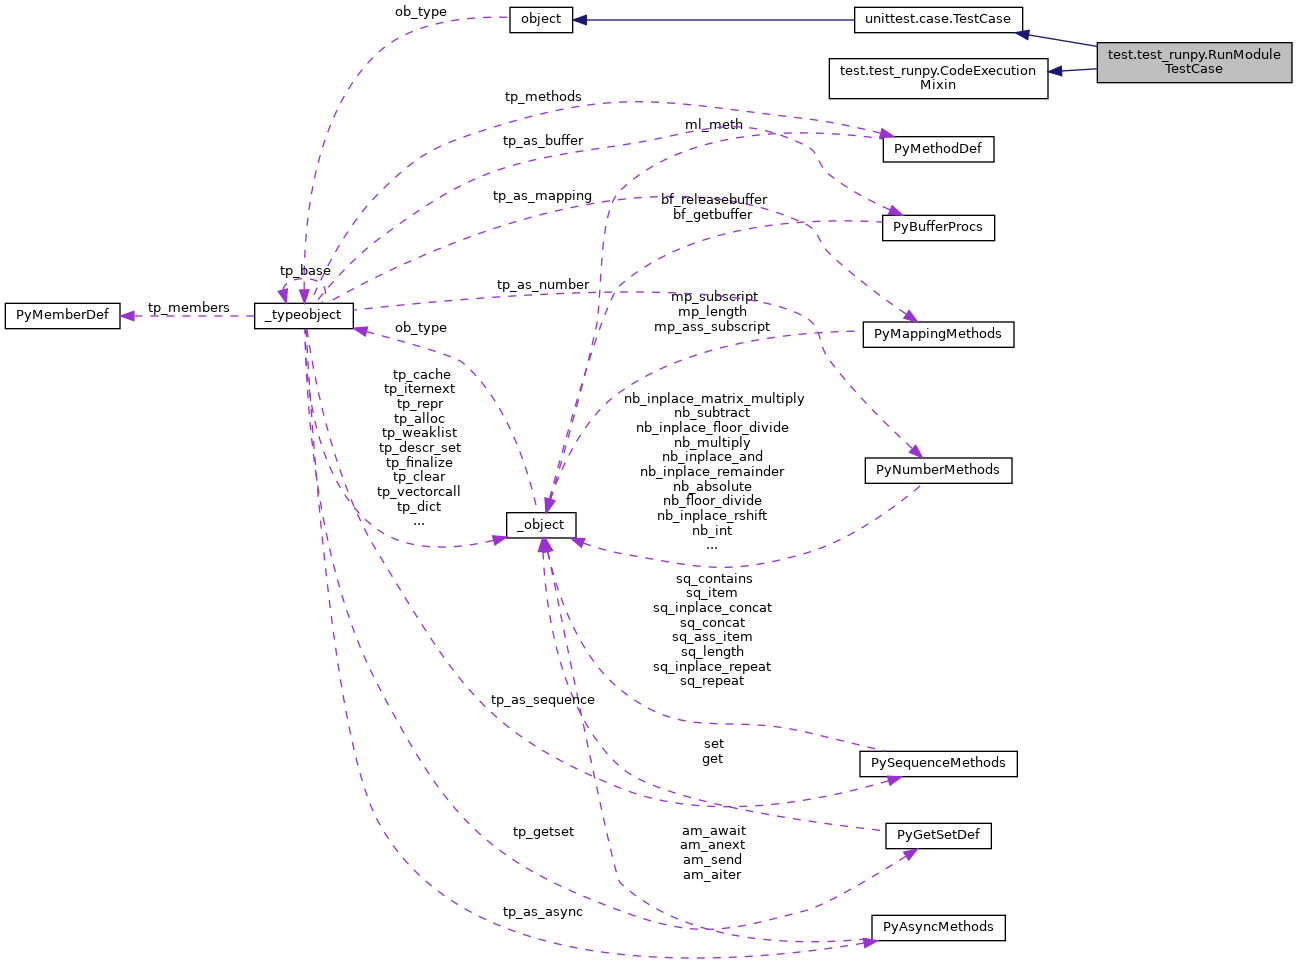 ob_type
object
unittest.case.TestCase
test.test_runpy.RunModule
TestCase
test.test_runpy.CodeExecution
Mixin
tp_methods
ml_meth
tp_as_buffer
PyMethodDef
tp_as_mapping
bf_releasebuffer
bf_getbuffer
PyBufferProcs
tp_base
tp_as_number
mp_subscript
mp_length
mp_ass_subscript
PyMemberDef
tp_members
_typeobject
ob_type
PyMappingMethods
tp_cache
tp_iternext
tp_repr
tp_alloc
tp_weaklist
tp_descr_set
tp_finalize
tp_clear
tp_vectorcall
tp_dict
...
nb_inplace_matrix_multiply
nb_subtract
nb_inplace_floor_divide
nb_multiply
nb_inplace_and
nb_inplace_remainder
nb_absolute
nb_floor_divide
nb_inplace_rshift
nb_int
...
PyNumberMethods
_object
sq_contains
sq_item
sq_inplace_concat
sq_concat
sq_ass_item
sq_length
sq_inplace_repeat
sq_repeat
tp_as_sequence
set
get
PySequenceMethods
tp_getset
am_await
am_anext
am_send
am_aiter
PyGetSetDef
tp_as_async
PyAsyncMethods